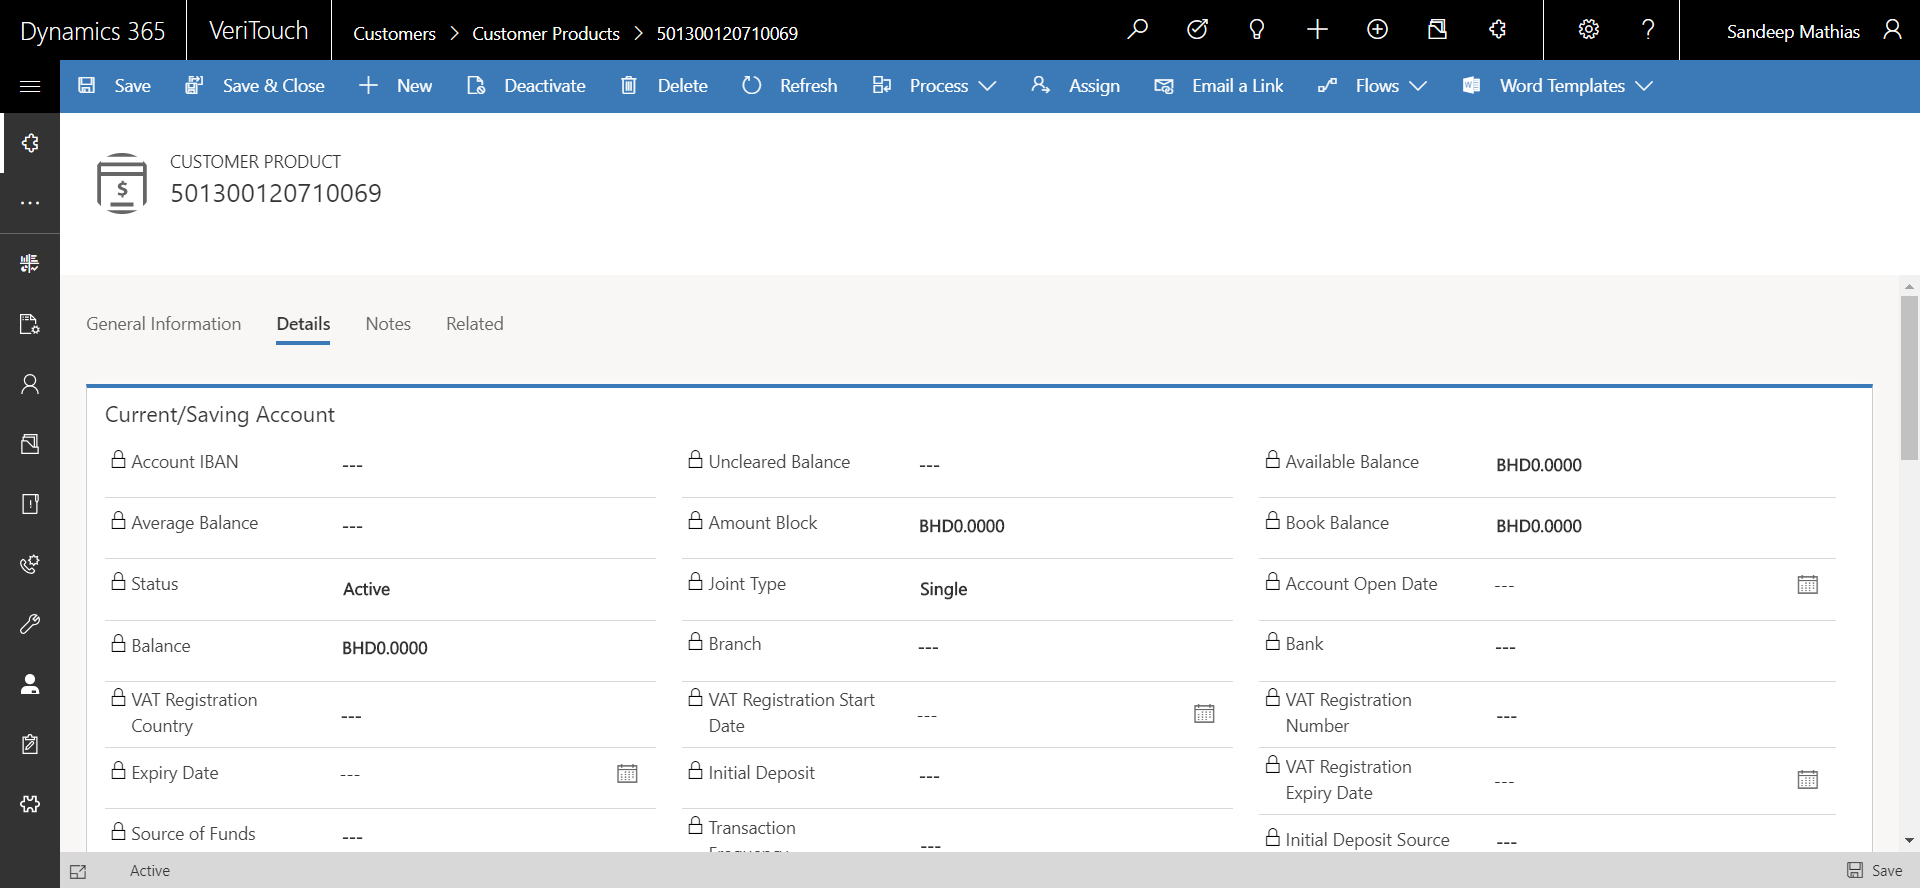 Dynamics 365 VeriTouch Customers > Customer Products > 501300120710069 ? Sandeep Mathias
Save Save & Close New Deactivate Delete Refresh Process Assign Email a Link Flows Word Templates
CUSTOMER PRODUCT
501300120710069
General Information Details Notes Related
Current/Saving Account
Account IBAN --- Uncleared Balance --- Available Balance BHD0.0000
Average Balance --- Amount Block BHD0.0000 Book Balance BHD0.0000
Status Active Joint Type Single Account Open Date ---
Balance BHD0.0000 Branch --- Bank ---
VAT Registration Country --- VAT Registration Start Date --- VAT Registration Number ---
Expiry Date --- Initial Deposit --- VAT Registration Expiry Date ---
Source of Funds --- Transaction Frequency --- Initial Deposit Source ---
Active Save